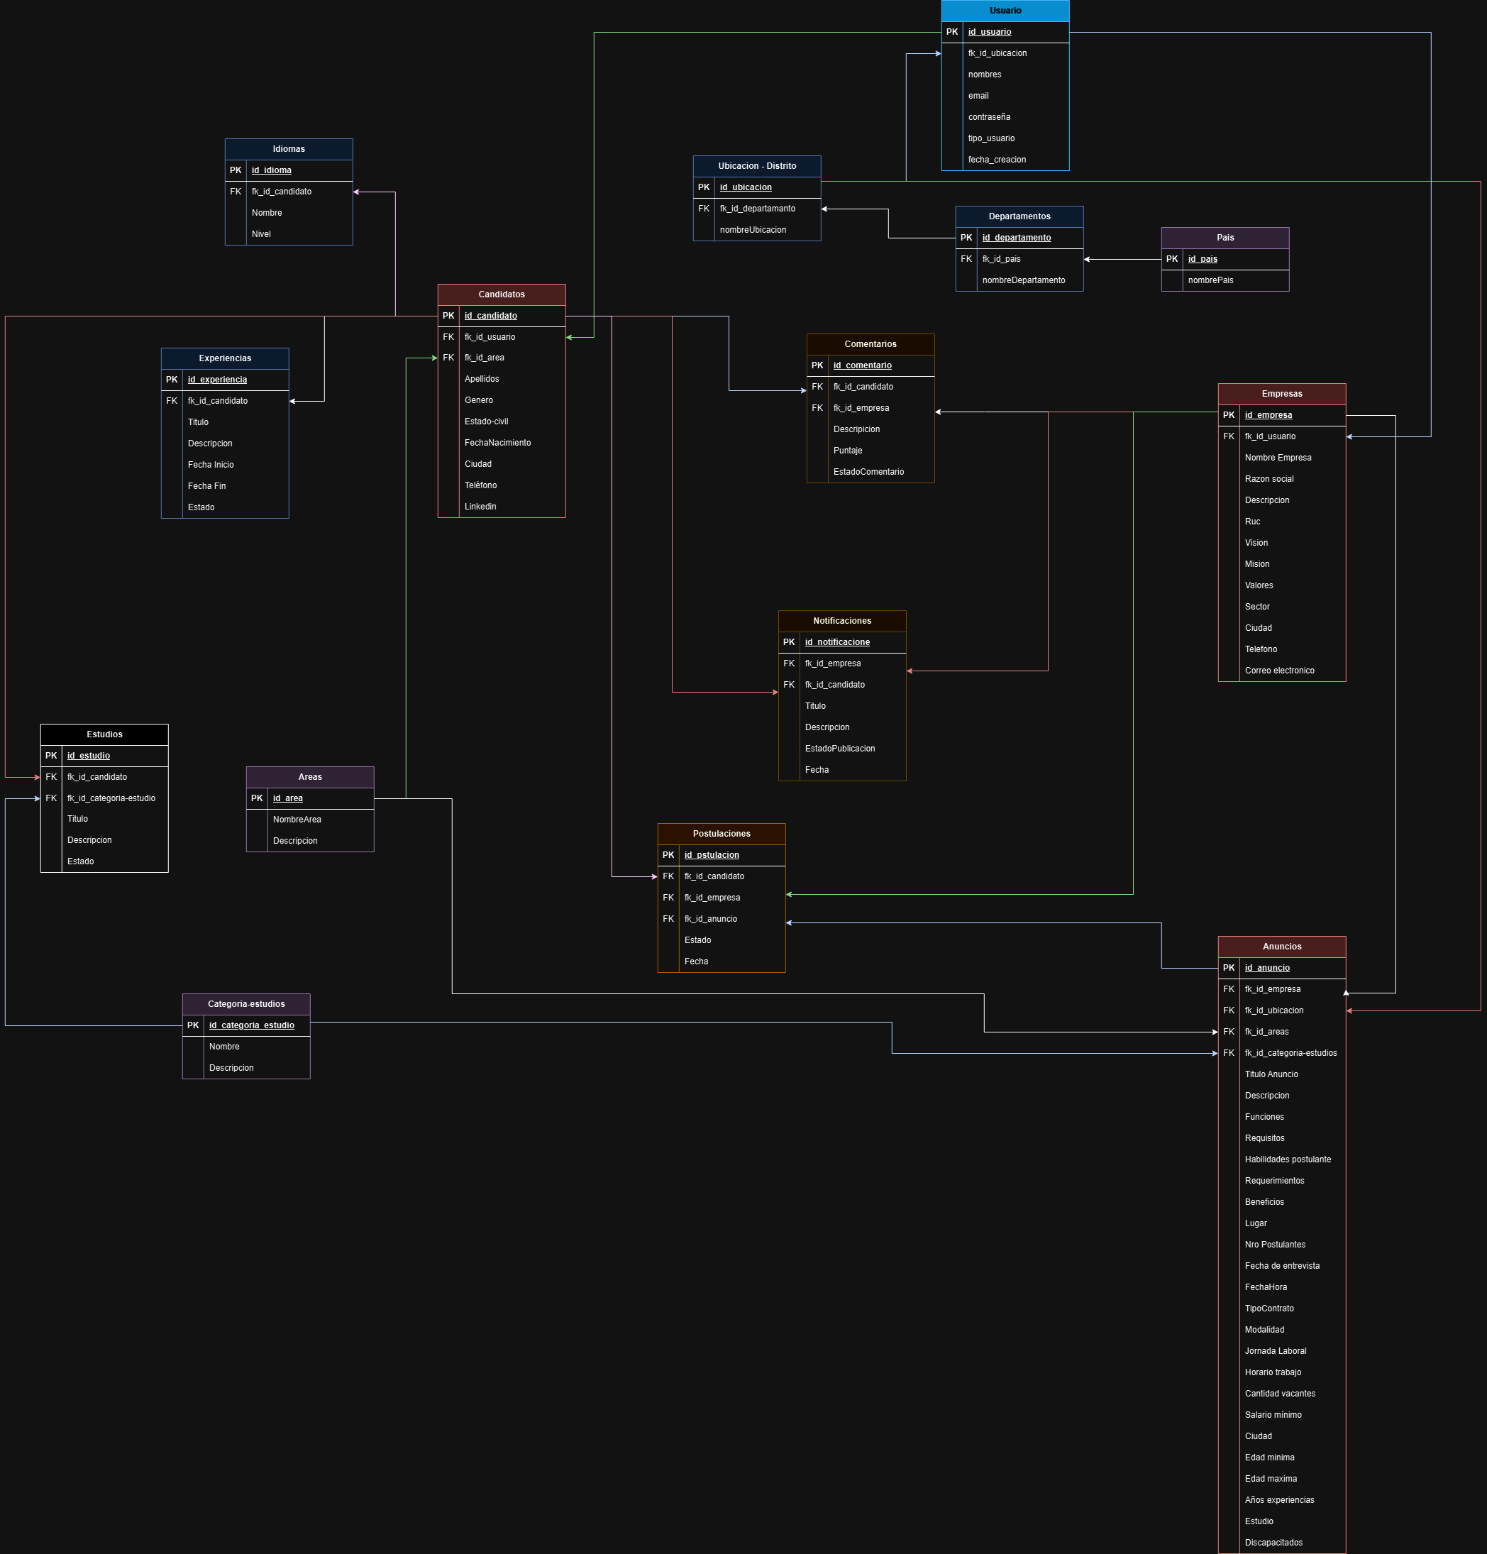 Usuario
PK id_usuario
fk_id_ubicacion
nombres
email
contraseña
tipo_usuario
fecha_creacion
Idiomas
PK id_idioma
FK fk_id_candidato
Nombre
Nivel
Ubicacion - Distrito
PK id_ubicacion
FK fk_id_departamanto
nombreUbicacion
Departamentos
PK id_departamento
FK fk_id_pais
nombreDepartamento
Pais
PK id_pais
nombrePais
Candidatos
PK id_candidato
FK fk_id_usuario
FK fk_id_area
Apellidos
Genero
Estado-civil
FechaNacimiento
Ciudad
Teléfono
Linkedin
Experiencias
PK id_experiencia
FK fk_id_candidato
Titulo
Descripcion
Fecha Inicio
Fecha Fin
Estado
Comentarios
PK id_comentario
FK fk_id_candidato
FK fk_id_empresa
Descripicion
Puntaje
EstadoComentario
Empresas
PK id_empresa
FK fk_id_usuario
Nombre Empresa
Razon social
Descripcion
Ruc
Vision
Mision
Valores
Sector
Ciudad
Telefono
Correo electronico
Notificaciones
PK id_notificacione
FK fk_id_empresa
FK fk_id_candidato
Titulo
Descripcion
EstadoPublicacion
Fecha
Estudios
PK id_estudio
FK fk_id_candidato
FK fk_id_categoria-estudio
Titulo
Descripcion
Estado
Areas
PK id_area
NombreArea
Descripcion
Postulaciones
PK id_pstulacion
FK fk_id_candidato
FK fk_id_empresa
FK fk_id_anuncio
Estado
Fecha
Categoria-estudios
PK id_categoria_estudio
Nombre
Descripcion
Anuncios
PK id_anuncio
FK fk_id_empresa
FK fk_id_ubicacion
FK fk_id_areas
FK fk_id_categoria-estudios
Titulo Anuncio
Descripcion
Funciones
Requisitos
Habilidades postulante
Requerimientos
Beneficios
Lugar
Nro Postulantes
Fecha de entrevista
FechaHora
TipoContrato
Modalidad
Jornada Laboral
Horario trabajo
Cantidad vacantes
Salario mínimo
Ciudad
Edad minima
Edad maxima
Años experiencias
Estudio
Discapacitados